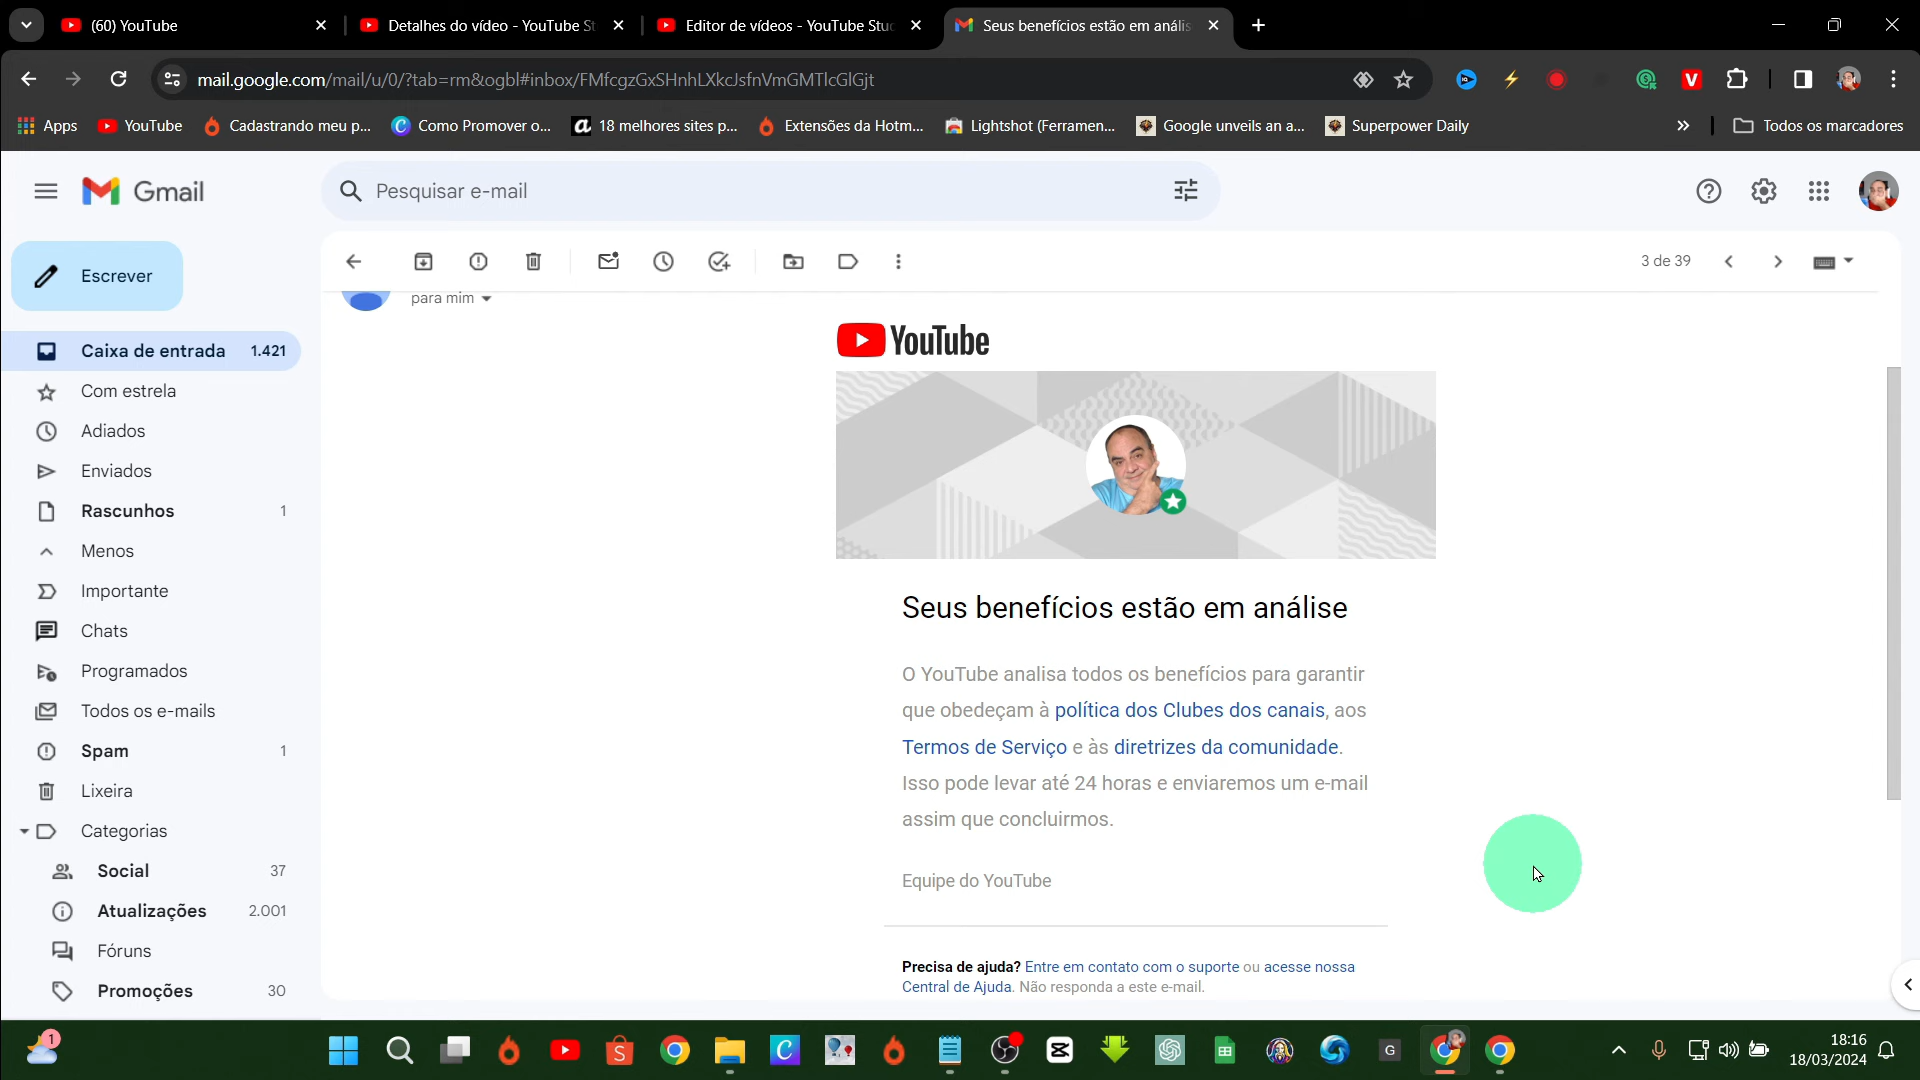 (60) YouTube
Detalhes do vídeo - YouTube St
Editor de vídeos - YouTube Stuc
Seus benefícios estão em anális
mail.google.com/mail/u/0/?tab=rm&ogbl#inbox/FMfcgzGxSHnhLXkcJsfnVmGMTlcGlGjt
Apps
YouTube
Cadastrando meu p...
Como Promover o...
18 melhores sites p...
Extensões da Hotm...
Lightshot (Ferramen...
Google unveils an a...
Superpower Daily
Todos os marcadores
Gmail
Pesquisar e-mail
Escrever
3 de 39
para mim
Caixa de entrada 1.421
Com estrela
Adiados
Enviados
Rascunhos 1
Menos
Importante
Chats
Programados
Todos os e-mails
Spam 1
Lixeira
Categorias
Social 37
Atualizações 2.001
Fóruns
Promoções 30
YouTube
Seus benefícios estão em análise
O YouTube analisa todos os benefícios para garantir
que obedeçam à política dos Clubes dos canais, aos
Termos de Serviço e às diretrizes da comunidade.
Isso pode levar até 24 horas e enviaremos um e-mail
assim que concluirmos.
Equipe do YouTube
Precisa de ajuda? Entre em contato com o suporte ou acesse nossa
Central de Ajuda. Não responda a este e-mail.
1
18:16
18/03/2024